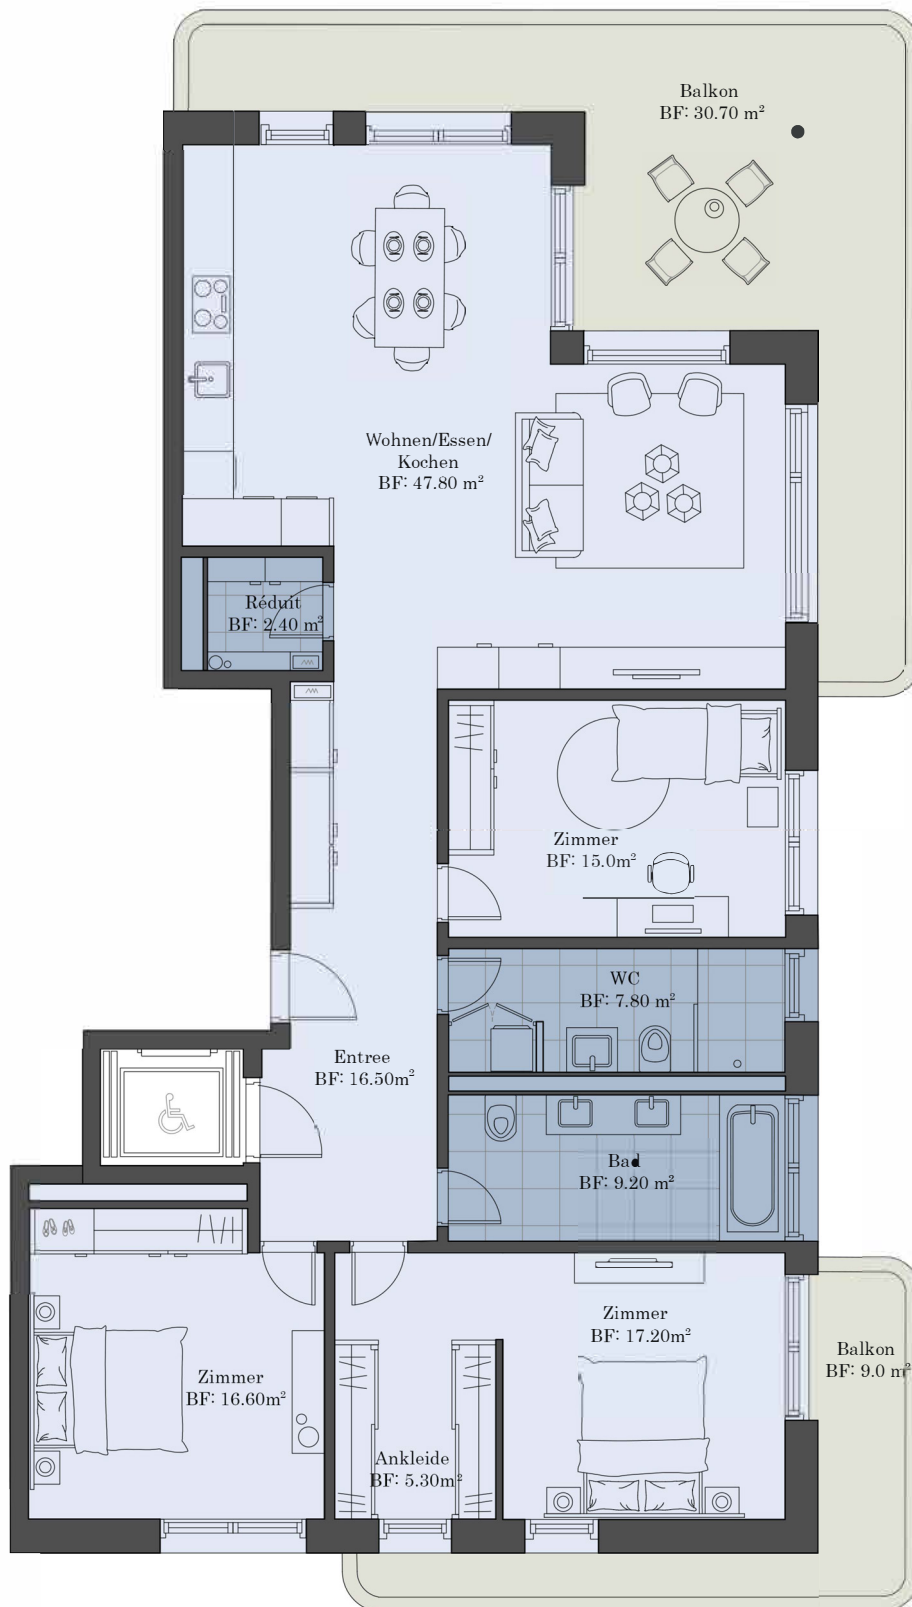 Balkon
BF: 30.70 m²
Wohnen/Essen/
Kochen
BF: 47.80 m²
Réduit
BF: 2.40 m²
Zimmer
BF: 15.0m²
WC
BF: 7.80 m²
Entree
BF: 16.50m²
Bad
BF: 9.20 m²
Zimmer
BF: 17.20m²
Balkon
BF: 9.0 m²
Zimmer
BF: 16.60m²
Ankleide
BF: 5.30m²